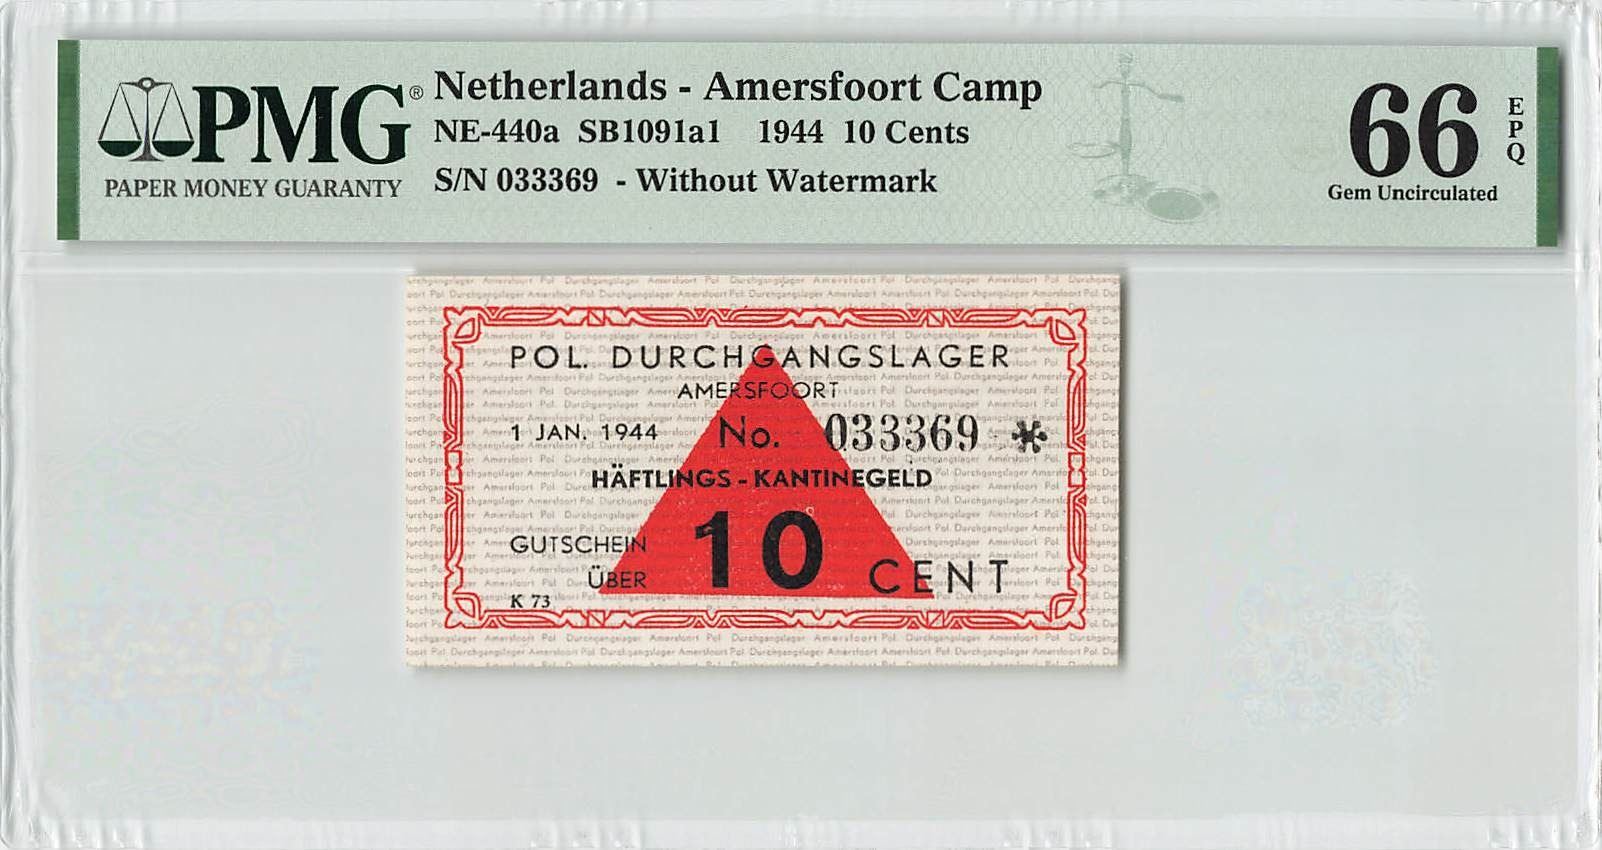 PMG®
PAPER MONEY GUARANTY
Netherlands - Amersfoort Camp
NE-440a SB1091a1 1944 10 Cents
S/N 033369 - Without Watermark
66 EPQ
Gem Uncirculated
POL. DURCHGANGSLAGER
AMERSFOORT
1 JAN. 1944 No. 033369 *
HÄFTLINGS - KANTINEGELD
GUTSCHEIN
ÜBER 10 CENT
K 73